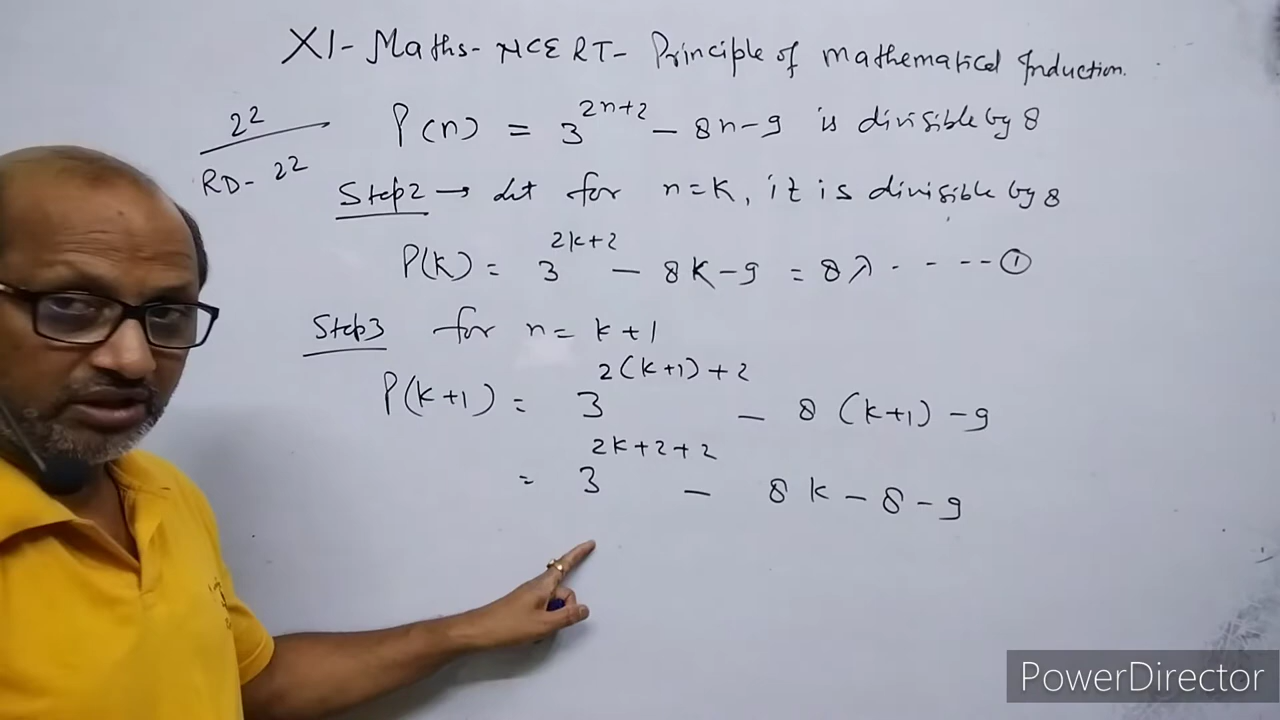 XI - Maths - NCERT - Principle of mathematical Induction.
22
RD - 22
P(n) = 3^{2n+2} - 8n - 9 is divisible by 8
Step2 → Let for n = k, it is divisible by 8
P(k) = 3^{2k+2} - 8k - 9 = 8λ - - - - - ①
Step3 for n = k + 1
P(k+1) = 3^{2(k+1)+2} - 8(k+1) - 9
= 3^{2k+2+2} - 8k - 8 - 9
PowerDirector